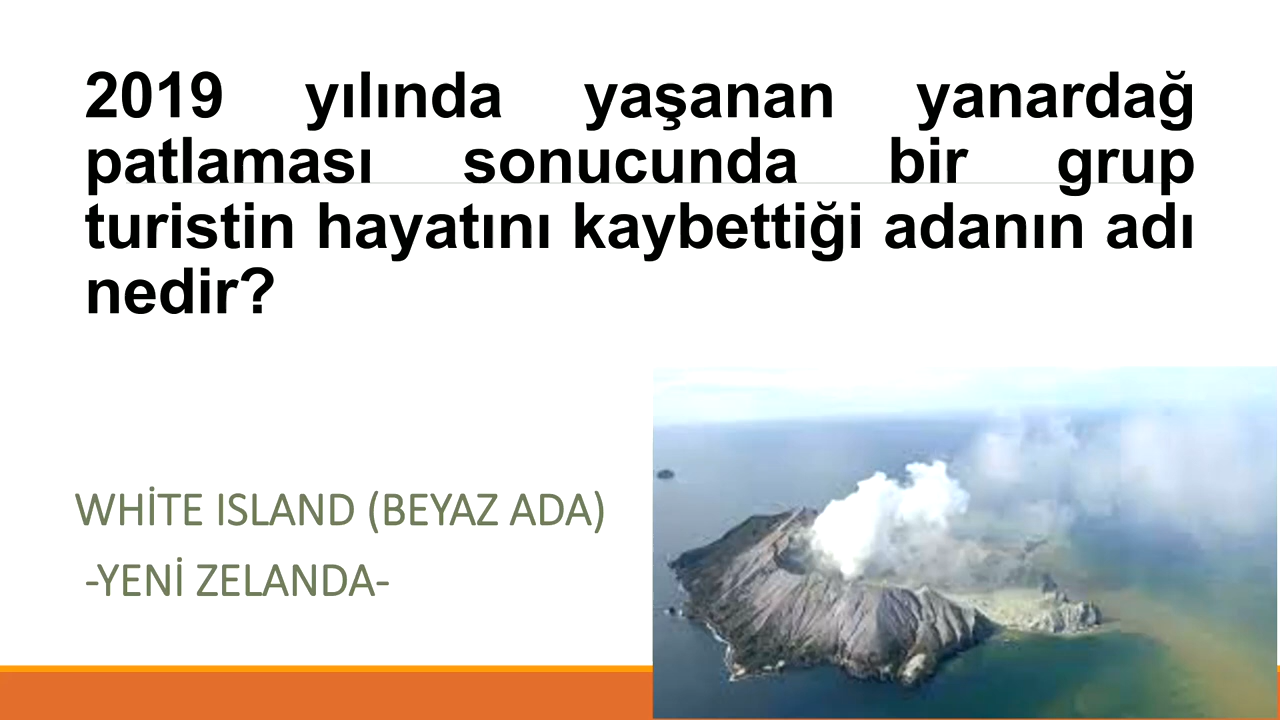 2019 yılında yaşanan yanardağ
patlaması sonucunda bir grup
turistin hayatını kaybettiği adanın adı
nedir?
WHİTE ISLAND (BEYAZ ADA)
-YENİ ZELANDA-